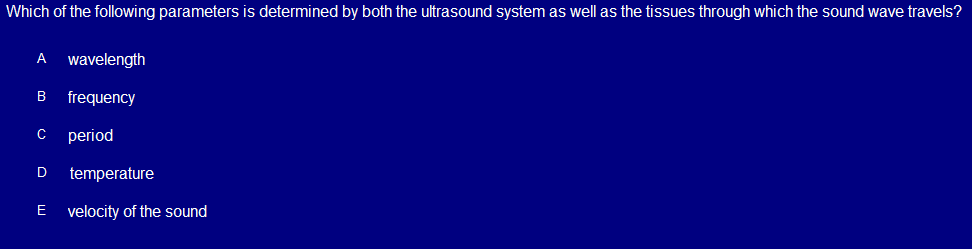 Which of the following parameters is determined by both the ultrasound system as well as the tissues through which the sound wave travels?
A wavelength
B frequency
C period
D temperature
E velocity of the sound